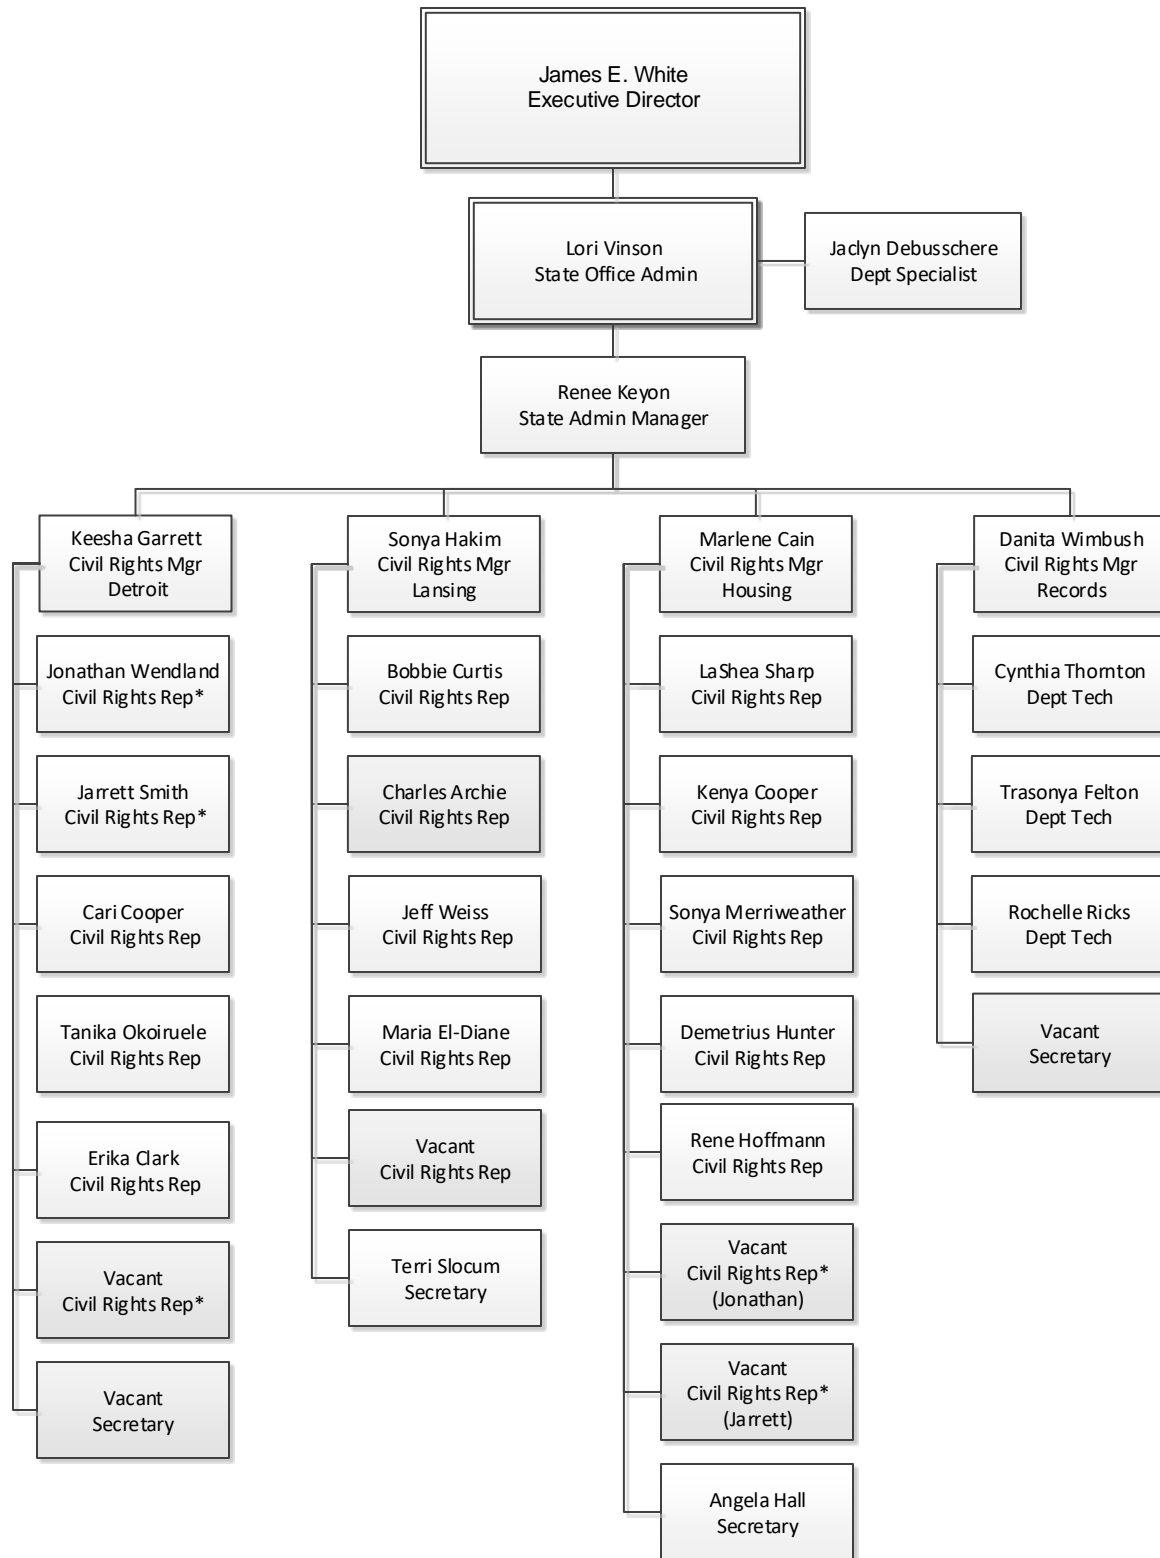 James E. White
Executive Director
Lori Vinson
State Office Admin
Jaclyn Debusschere
Dept Specialist
Renee Keyon
State Admin Manager
Keesha Garrett
Civil Rights Mgr
Detroit
Jonathan Wendland
Civil Rights Rep*
Jarrett Smith
Civil Rights Rep*
Cari Cooper
Civil Rights Rep
Tanika Okoiruele
Civil Rights Rep
Erika Clark
Civil Rights Rep
Vacant
Civil Rights Rep*
Vacant
Secretary
Sonya Hakim
Civil Rights Mgr
Lansing
Bobbie Curtis
Civil Rights Rep
Charles Archie
Civil Rights Rep
Jeff Weiss
Civil Rights Rep
Maria El-Diane
Civil Rights Rep
Vacant
Civil Rights Rep
Terri Slocum
Secretary
Marlene Cain
Civil Rights Mgr
Housing
LaShea Sharp
Civil Rights Rep
Kenya Cooper
Civil Rights Rep
Sonya Merriweather
Civil Rights Rep
Demetrius Hunter
Civil Rights Rep
Rene Hoffmann
Civil Rights Rep
Vacant
Civil Rights Rep*
(Jonathan)
Vacant
Civil Rights Rep*
(Jarrett)
Angela Hall
Secretary
Danita Wimbush
Civil Rights Mgr
Records
Cynthia Thornton
Dept Tech
Trasonya Felton
Dept Tech
Rochelle Ricks
Dept Tech
Vacant
Secretary